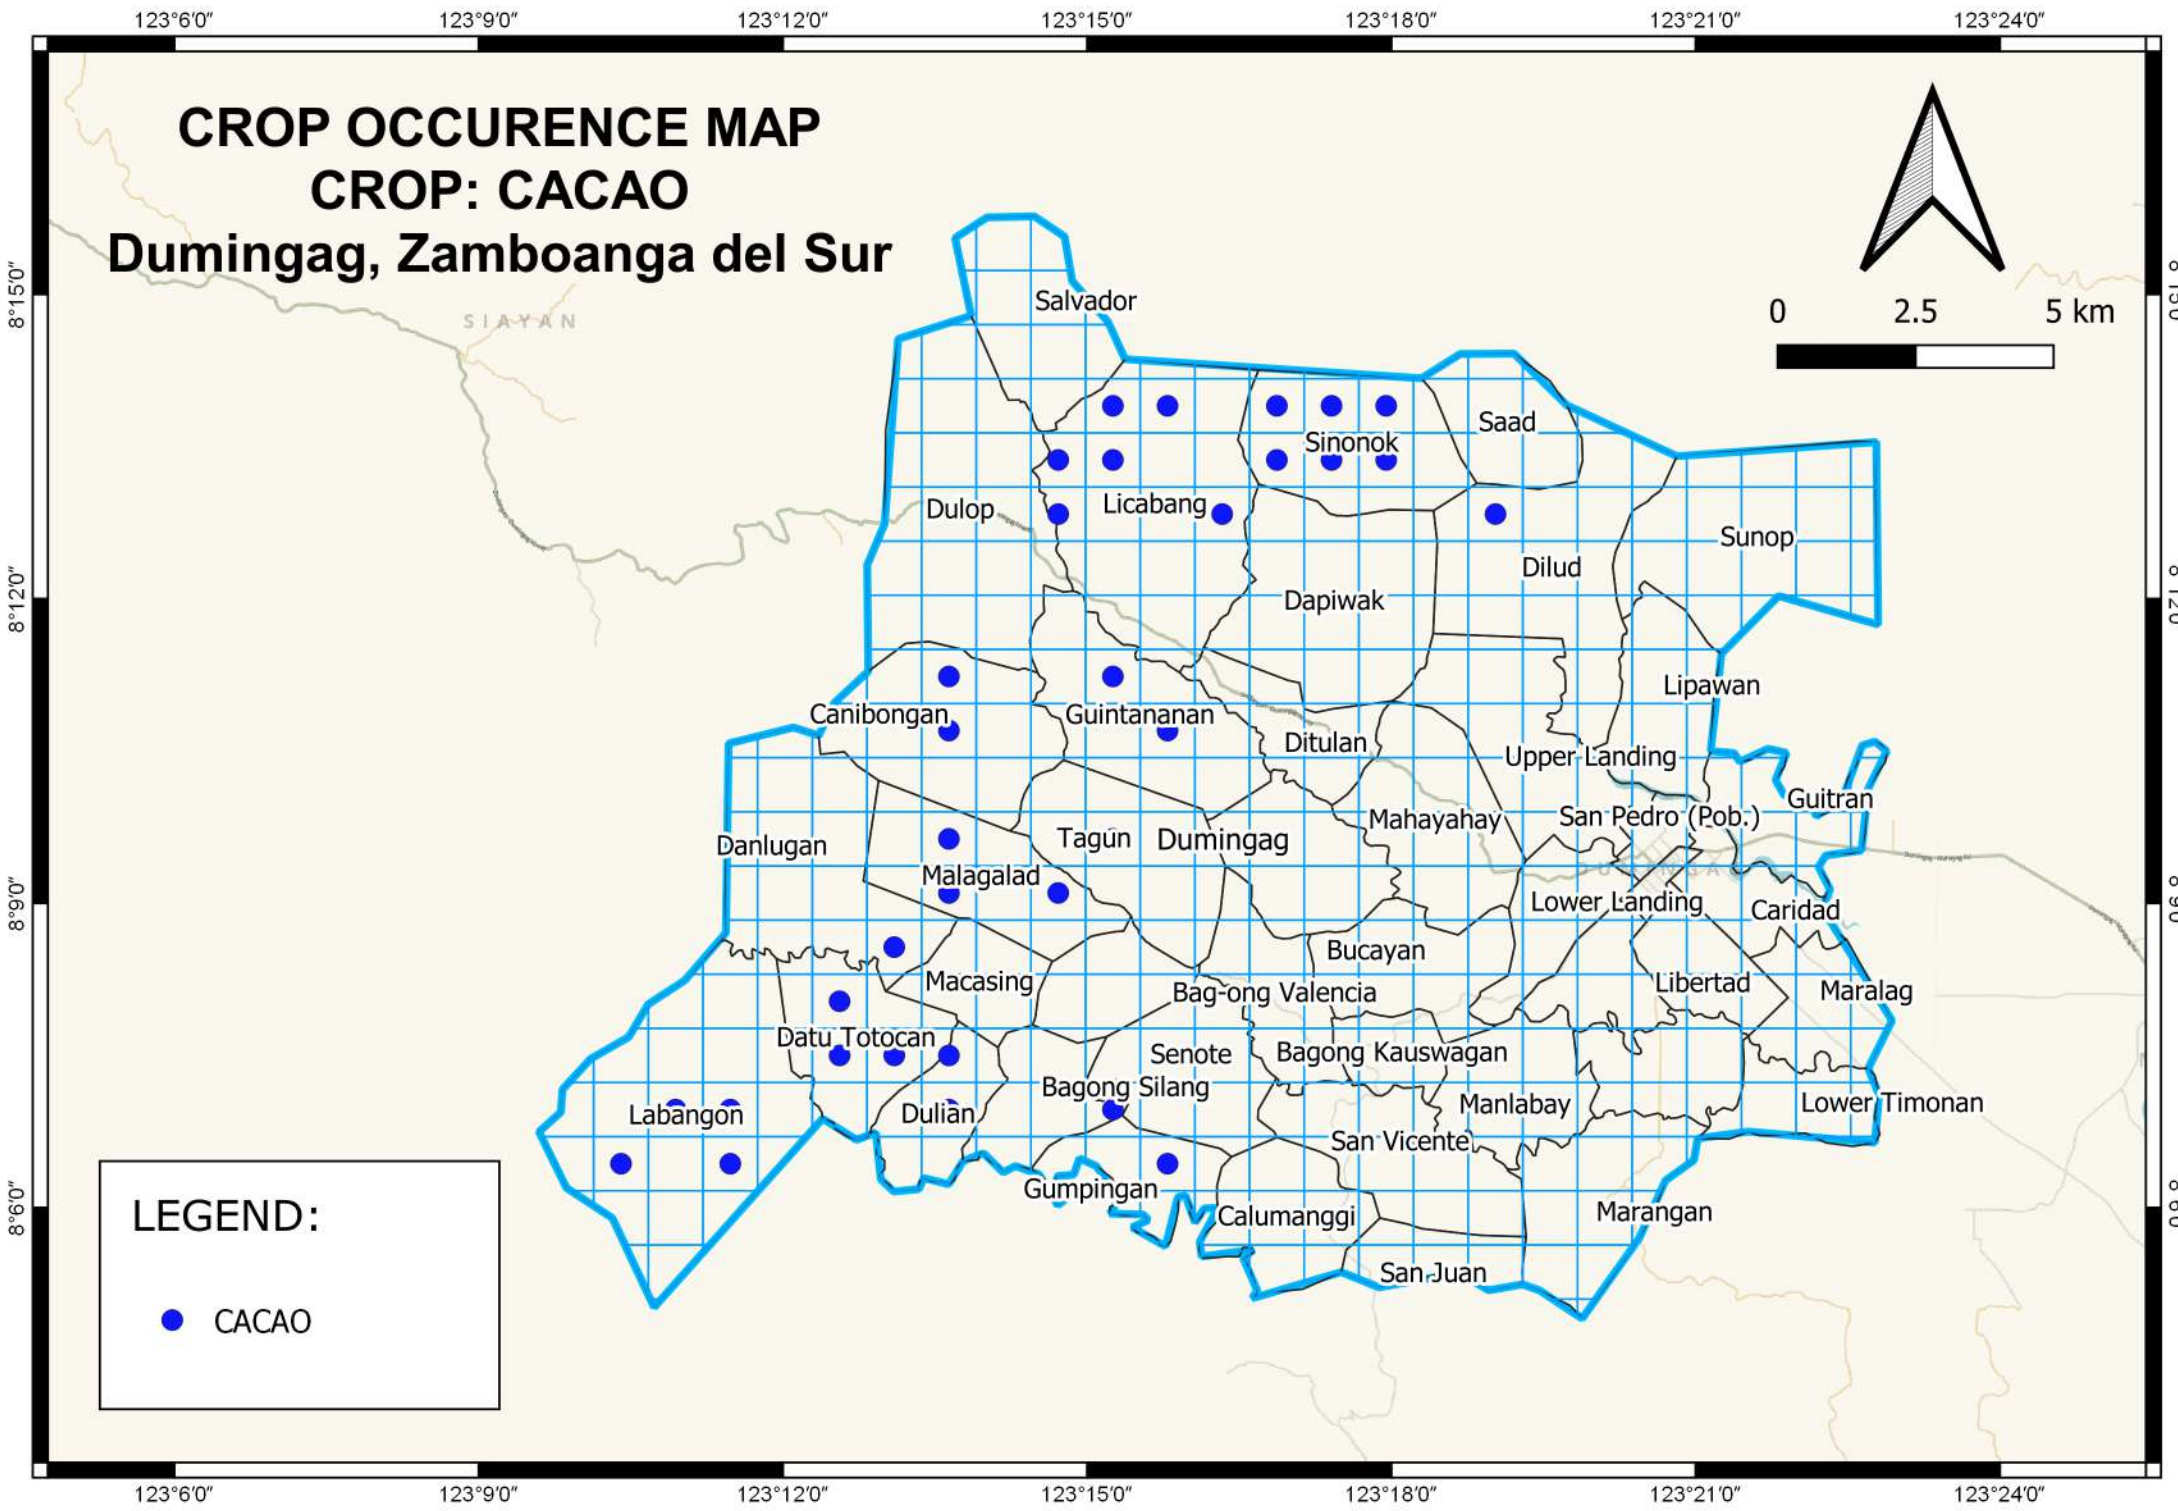 123°6′0″ 123°9′0″ 123°12′0″ 123°15′0″ 123°18′0″ 123°21′0″ 123°24′0″
CROP OCCURENCE MAP
CROP: CACAO
Dumingag, Zamboanga del Sur
8°15′0″
SIAYAN
0 2.5 5 km
Salvador
Saad
Sinonok
Licabang
Dulop
Sunop
Dilud
8°12′0″
Dapiwak
Lipawan
Canibongan
Guintananan
Ditulan
Upper Landing
Guitran
San Pedro (Pob.)
Mahayahay
Tagun
Dumingag
Danlugan
DUMINGAG
Malagalad
8°9′0″
Lower Landing
Caridad
Bucayan
Macasing
Libertad
Maralag
Bag-ong Valencia
Datu Totocan
Senote
Bagong Kauswagan
Bagong Silang
Manlabay
Lower Timonan
Labangon
Dulian
San Vicente
Gumpingan
8°6′0″
Calumanggi
Marangan
San Juan
LEGEND:
CACAO
123°6′0″ 123°9′0″ 123°12′0″ 123°15′0″ 123°18′0″ 123°21′0″ 123°24′0″